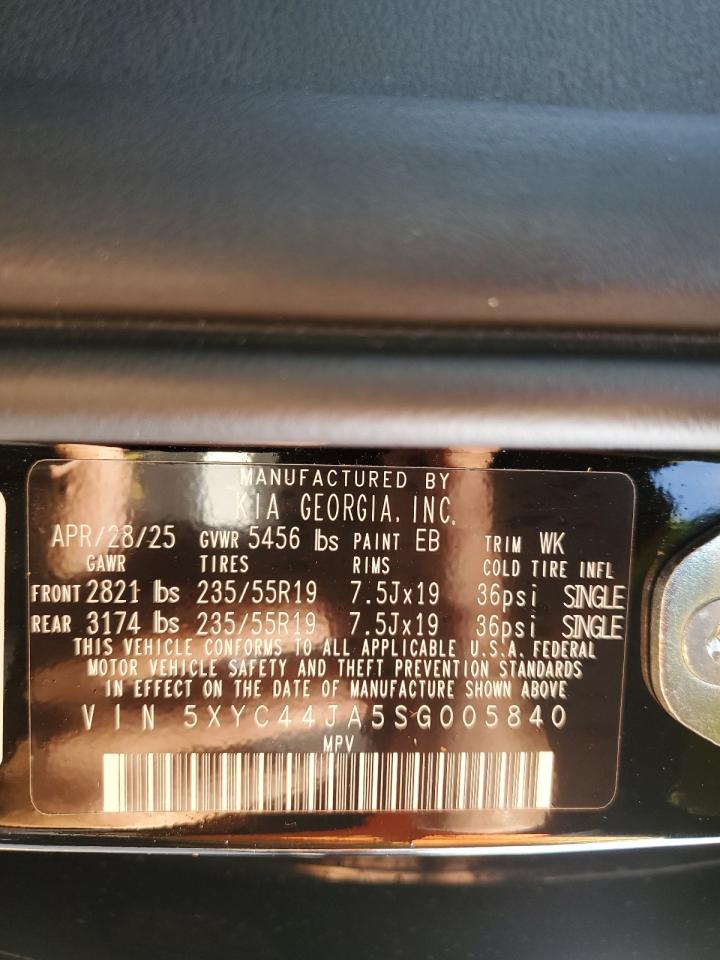 MANUFACTURED BY
KIA GEORGIA, INC.
APR/28/25 GVWR 5456 lbs PAINT EB TRIM WK
GAWR TIRES RIMS COLD TIRE INFL
FRONT 2821 lbs 235/55R19 7.5Jx19 36psi SINGLE
REAR 3174 lbs 235/55R19 7.5Jx19 36psi SINGLE
THIS VEHICLE CONFORMS TO ALL APPLICABLE U.S.A. FEDERAL
MOTOR VEHICLE SAFETY AND THEFT PREVENTION STANDARDS
IN EFFECT ON THE DATE OF MANUFACTURE SHOWN ABOVE
VIN 5XYC44JA5SG005840
MPV